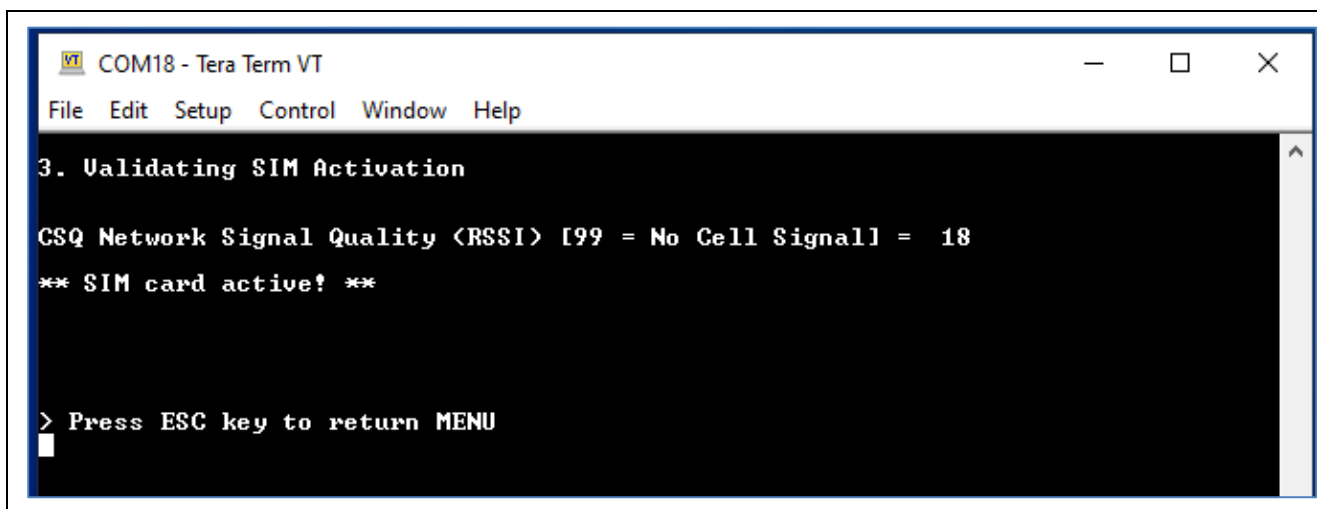 COM18 - Tera Term VT
File Edit Setup Control Window Help
3. Validating SIM Activation
CSQ Network Signal Quality (RSSI) [99 = No Cell Signal] =  18
** SIM card active! **
> Press ESC key to return MENU